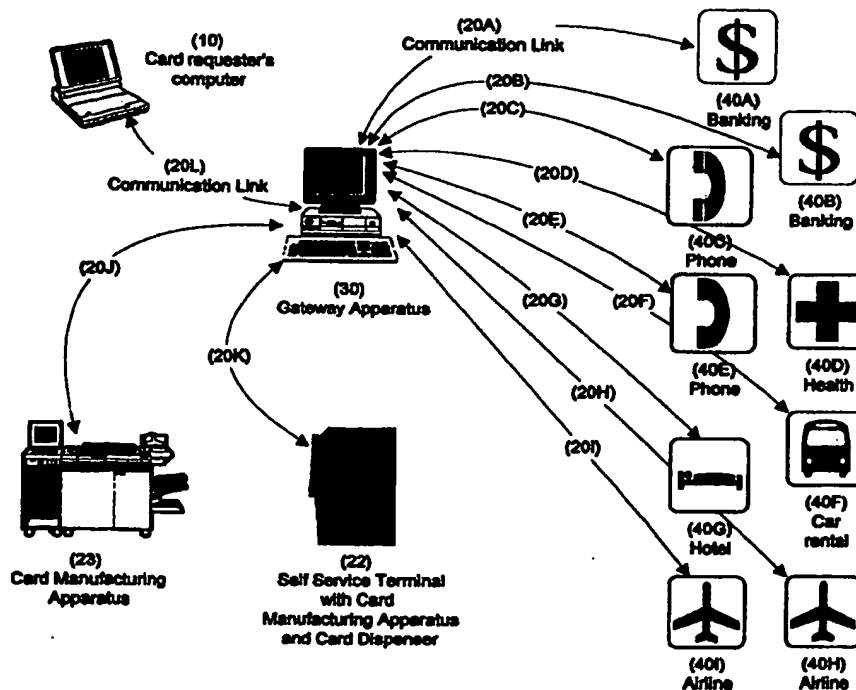 (10)
Card requester's
computer
(20A)
Communication Link
(20B)
(20C)
(40A)
Banking
(20L)
Communication Link
(20D)
(40B)
Banking
(20E)
(40C)
Phone
(20J)
(30)
Gateway Apparatus
(20G)
(20F)
(20K)
(40E)
Phone
(40D)
Health
(20H)
(20I)
(40F)
Car
rental
(40G)
Hotel
(23)
Card Manufacturing
Apparatus
(22)
Self Service Terminal
with Card
Manufacturing Apparatus
and Card Dispenser
(40I)
Airline
(40H)
Airline